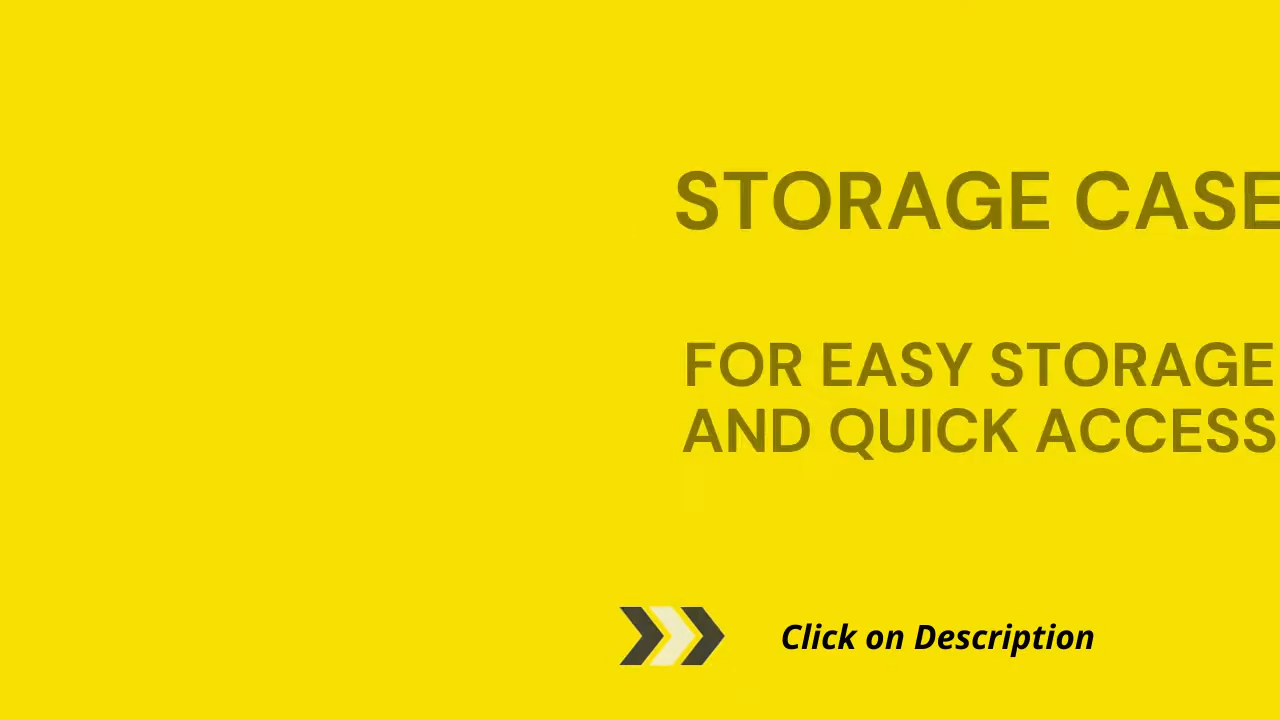 STORAGE CASE
FOR EASY STORAGE
AND QUICK ACCESS
Click on Description